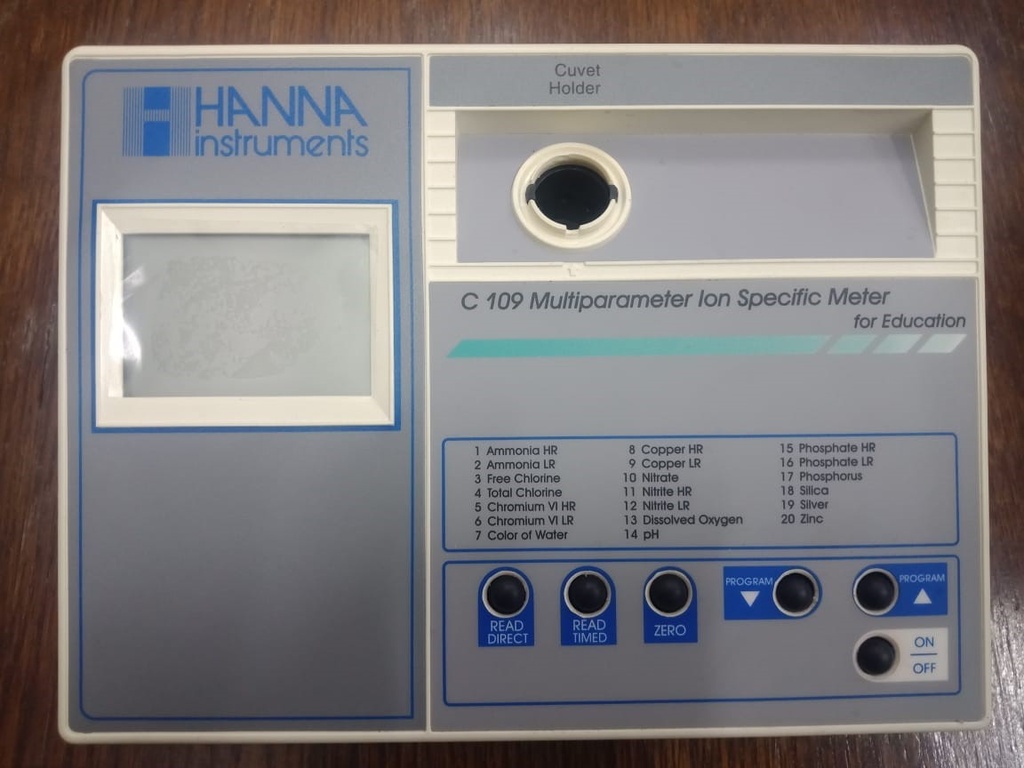 HANNA
instruments
Cuvet
Holder
C 109 Multiparameter Ion Specific Meter
for Education
1 Ammonia HR
2 Ammonia LR
3 Free Chlorine
4 Total Chlorine
5 Chromium VI HR
6 Chromium VI LR
7 Color of Water
8 Copper HR
9 Copper LR
10 Nitrate
11 Nitrite HR
12 Nitrite LR
13 Dissolved Oxygen
14 pH
15 Phosphate HR
16 Phosphate LR
17 Phosphorus
18 Silica
19 Silver
20 Zinc
READ
DIRECT
READ
TIMED
ZERO
PROGRAM
PROGRAM
ON
OFF